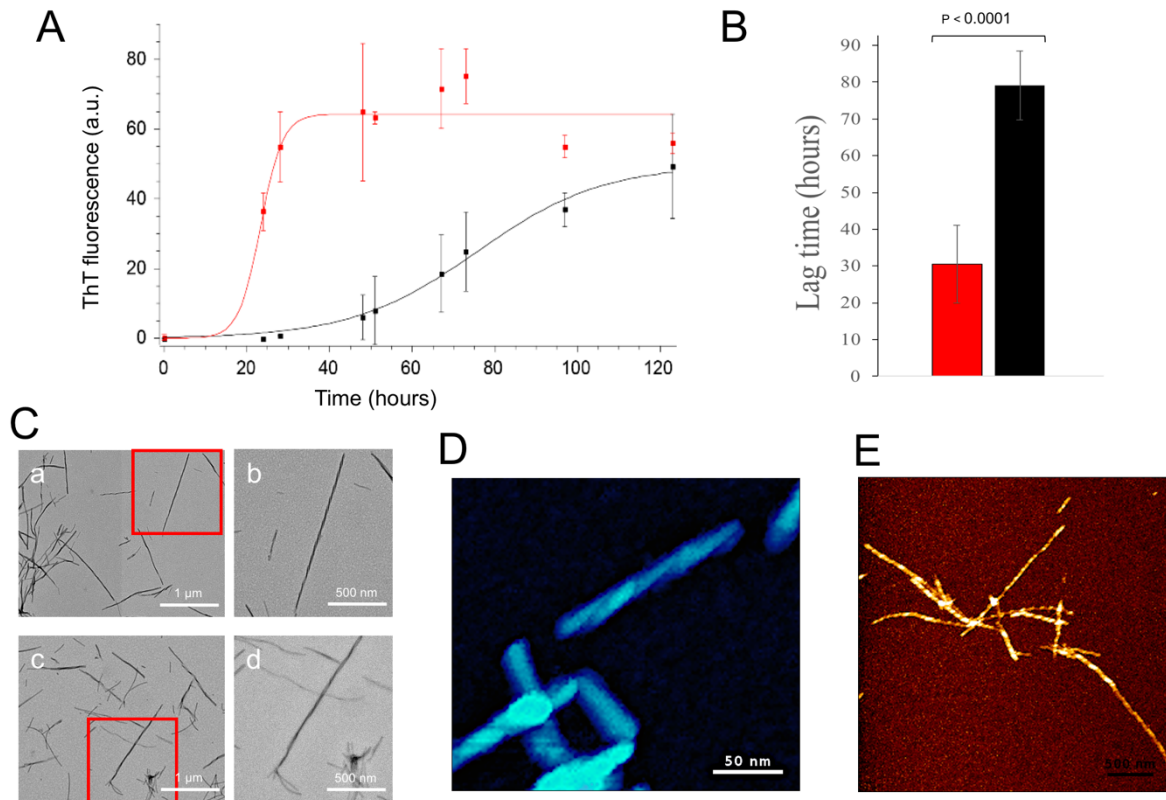 A
ThT fluorescence (a.u.)
80
60
40
20
0
0 20 40 60 80 100 120
Time (hours)
B
P < 0.0001
Lag time (hours)
90
80
70
60
50
40
30
20
10
0
C
a
1 µm
b
500 nm
c
1 µm
d
500 nm
D
50 nm
E
500 nm